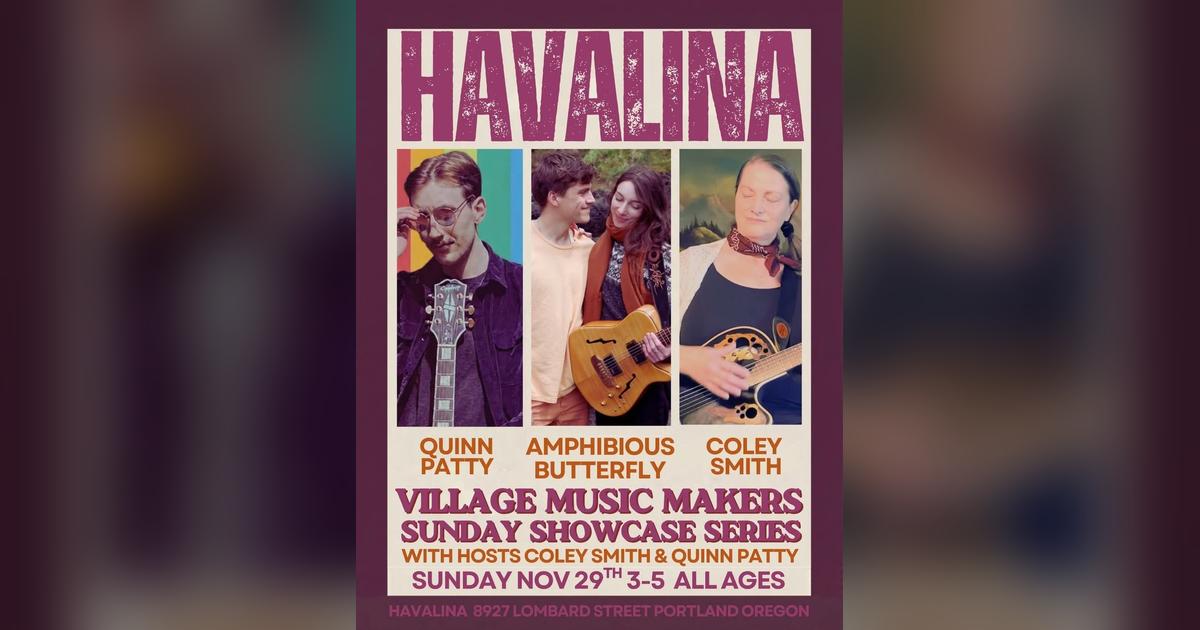 HAVALINA
QUINN PATTY
AMPHIBIOUS BUTTERFLY
COLEY SMITH
VILLAGE MUSIC MAKERS
SUNDAY SHOWCASE SERIES
WITH HOSTS COLEY SMITH & QUINN PATTY
SUNDAY NOV 29TH 3-5 ALL AGES
HAVALINA 8927 LOMBARD STREET PORTLAND OREGON